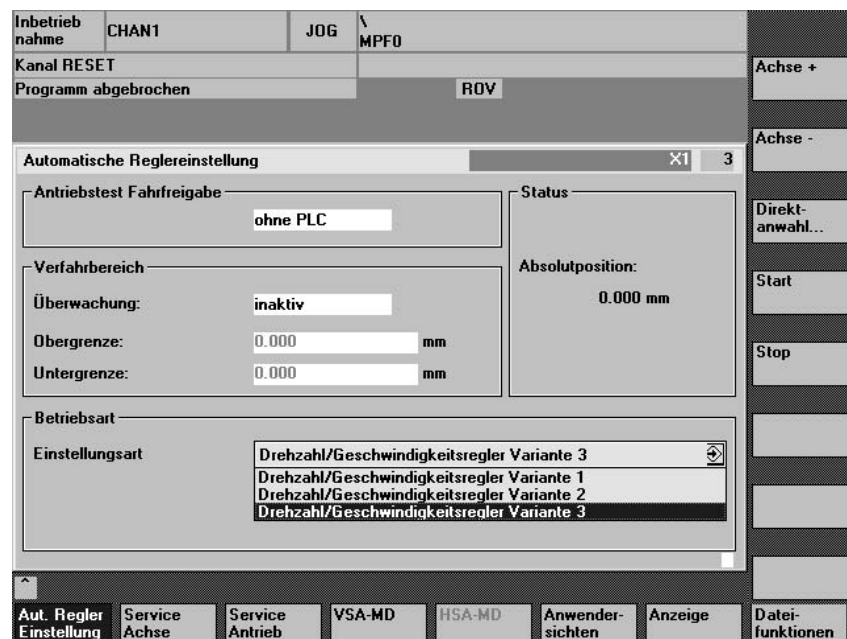 Inbetrieb
nahme
CHAN1
JOG
\
MPF0
Kanal RESET
Programm abgebrochen
ROV
Automatische Reglereinstellung
X1
3
Antriebstest Fahrfreigabe
ohne PLC
Status
Absolutposition:
0.000 mm
Verfahrbereich
Überwachung:
inaktiv
Obergrenze:
0.000
mm
Untergrenze:
0.000
mm
Betriebsart
Einstellungsart
Drehzahl/Geschwindigkeitsregler Variante 3
Drehzahl/Geschwindigkeitsregler Variante 1
Drehzahl/Geschwindigkeitsregler Variante 2
Drehzahl/Geschwindigkeitsregler Variante 3
Achse +
Achse -
Direkt-
anwahl...
Start
Stop
^
Aut. Regler
Einstellung
Service
Achse
Service
Antrieb
VSA-MD
HSA-MD
Anwender-
sichten
Anzeige
Datei-
funktionen